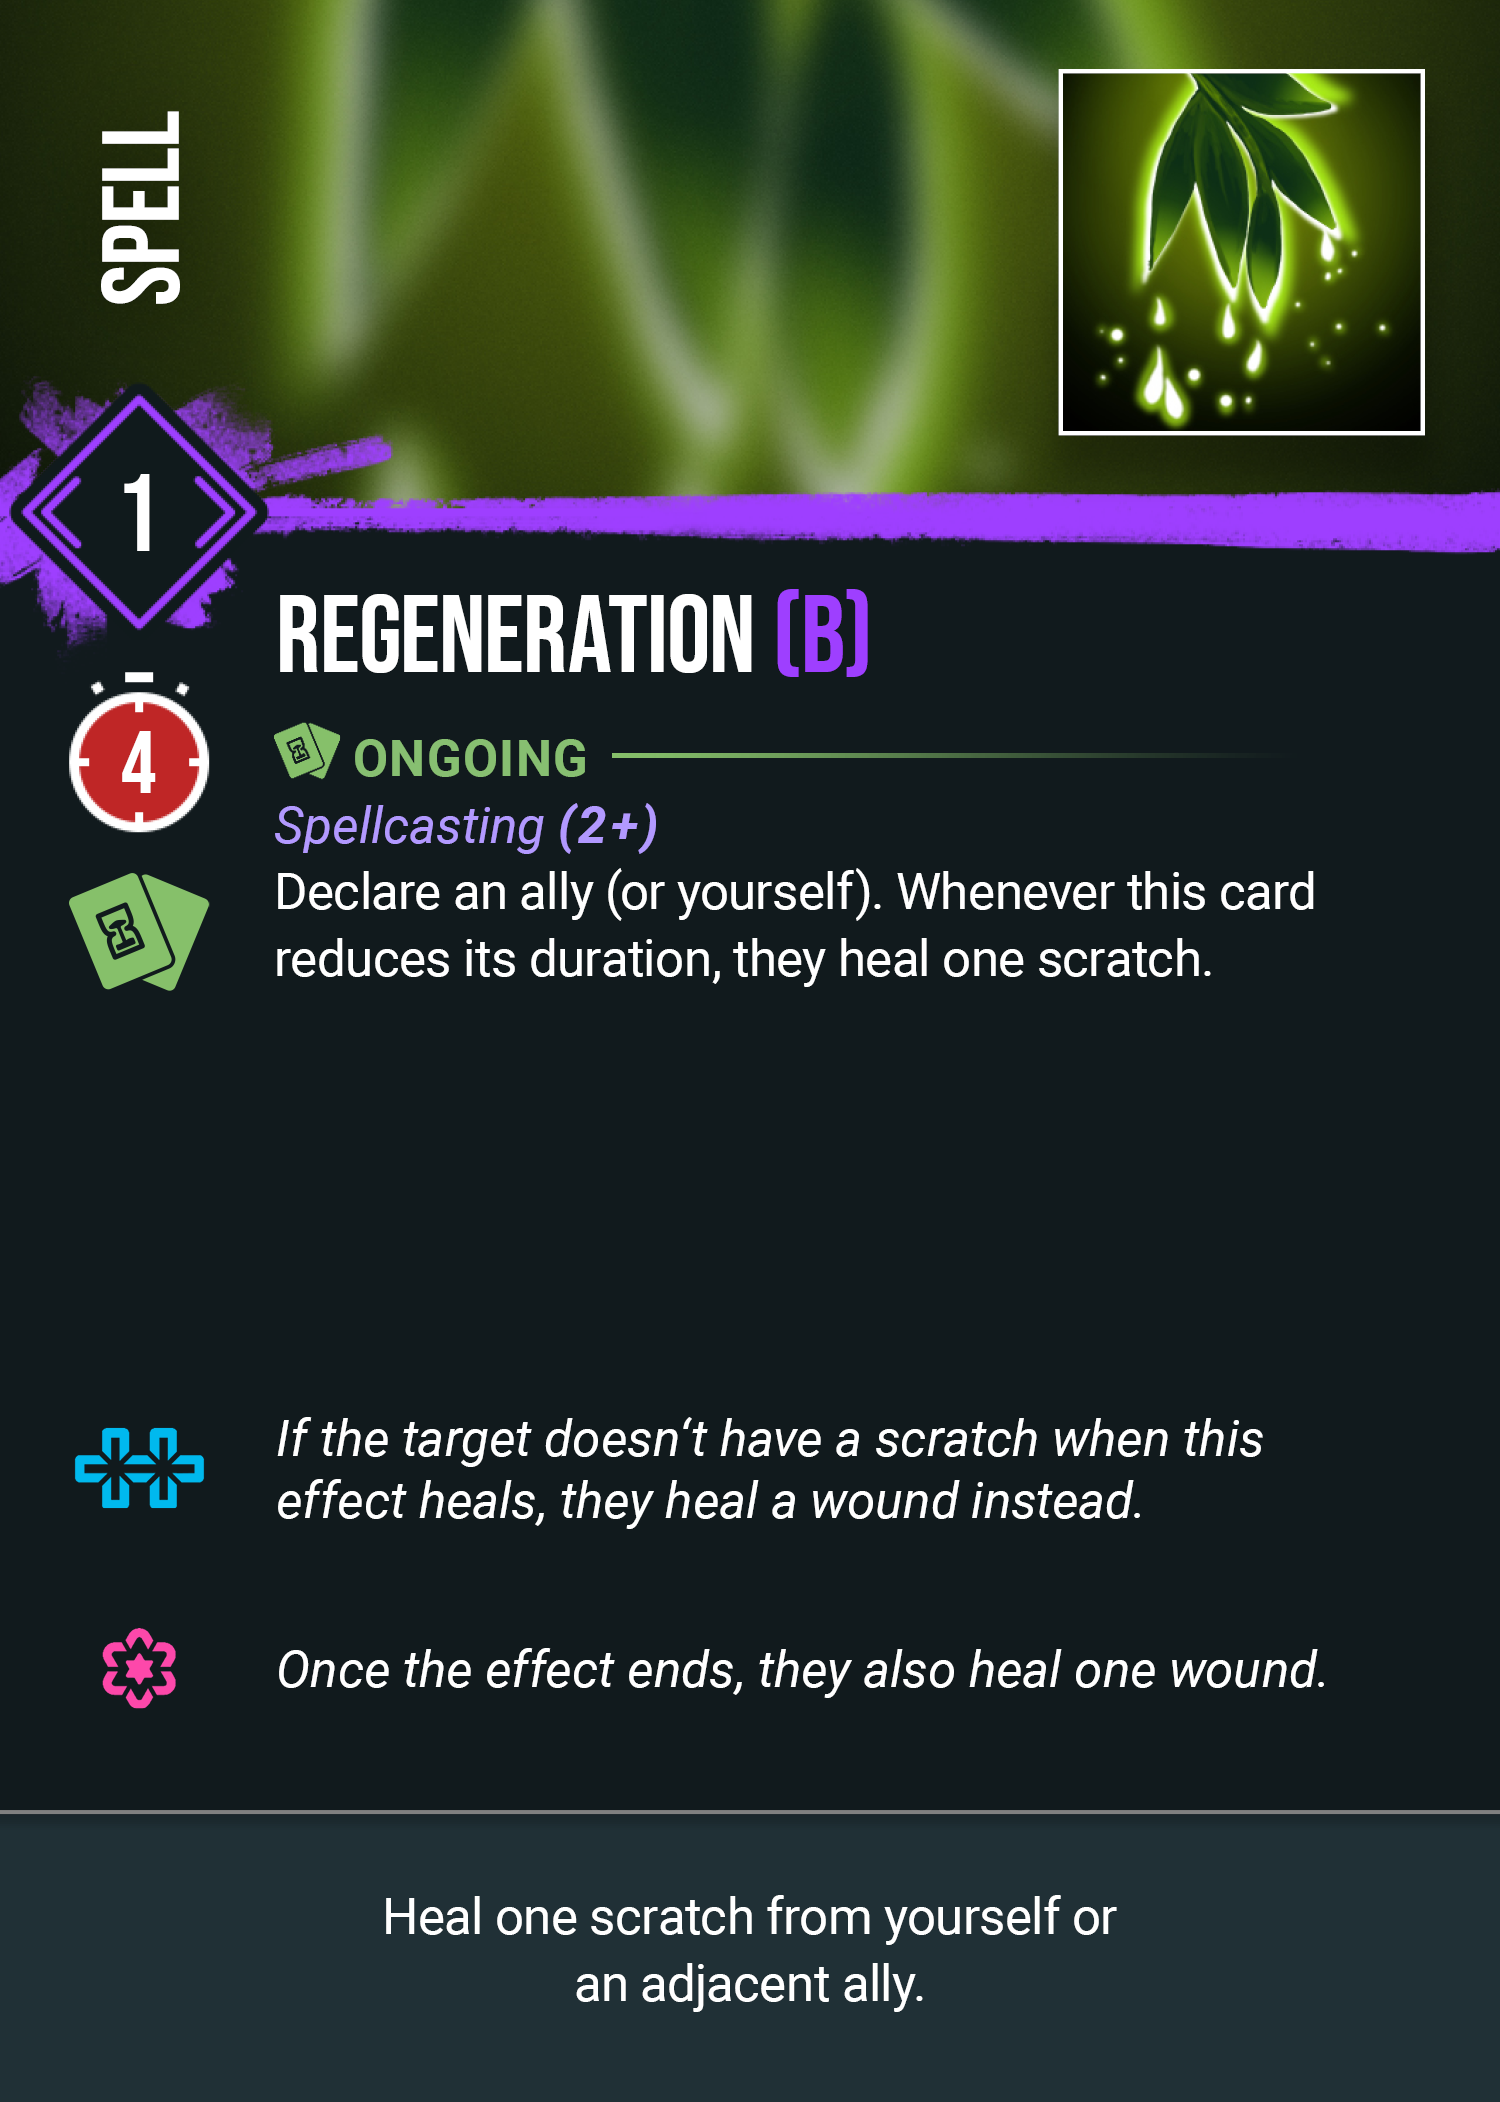 SPELL
1
REGENERATION (B)
4
ONGOING
Spellcasting (2+)
Declare an ally (or yourself). Whenever this card
reduces its duration, they heal one scratch.
If the target doesn‘t have a scratch when this
effect heals, they heal a wound instead.
Once the effect ends, they also heal one wound.
Heal one scratch from yourself or
an adjacent ally.